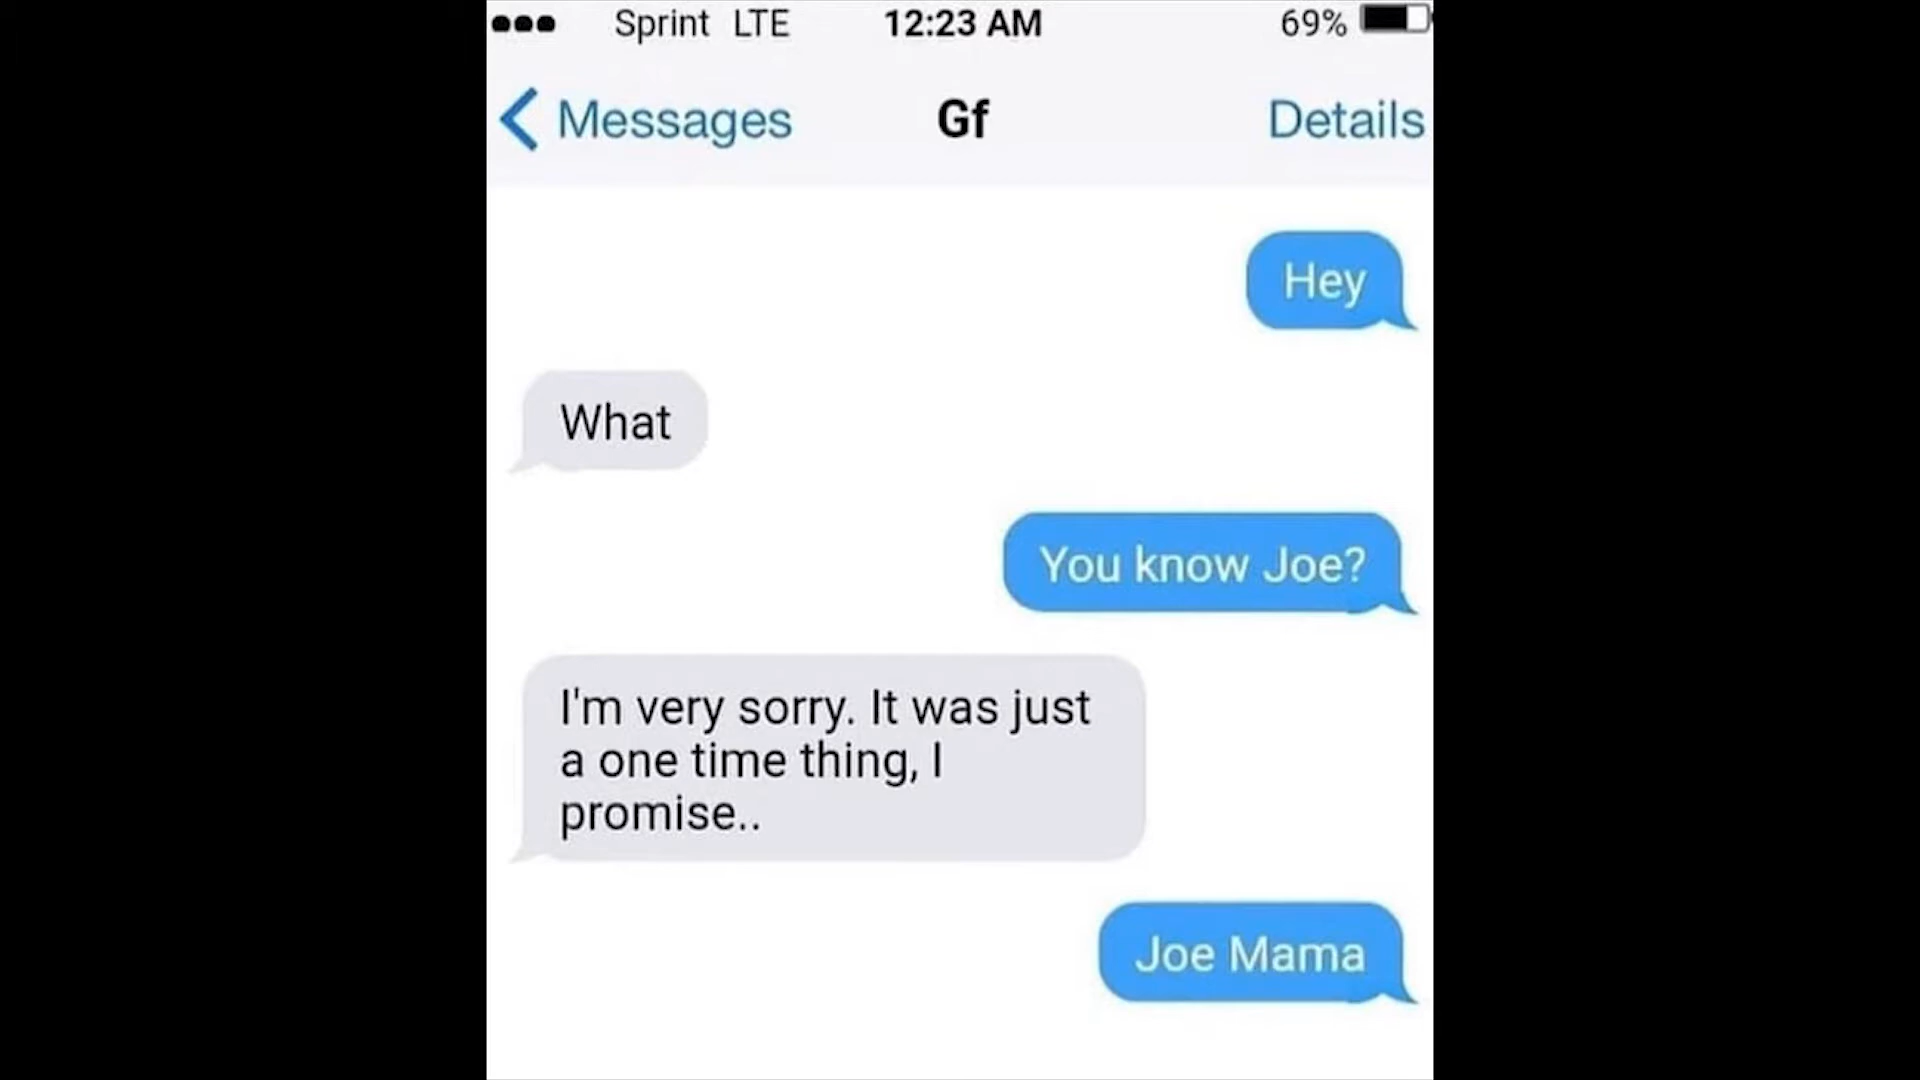 Sprint LTE 12:23 AM 69%
Messages Gf Details
Hey
What
You know Joe?
I'm very sorry. It was just
a one time thing, I
promise..
Joe Mama